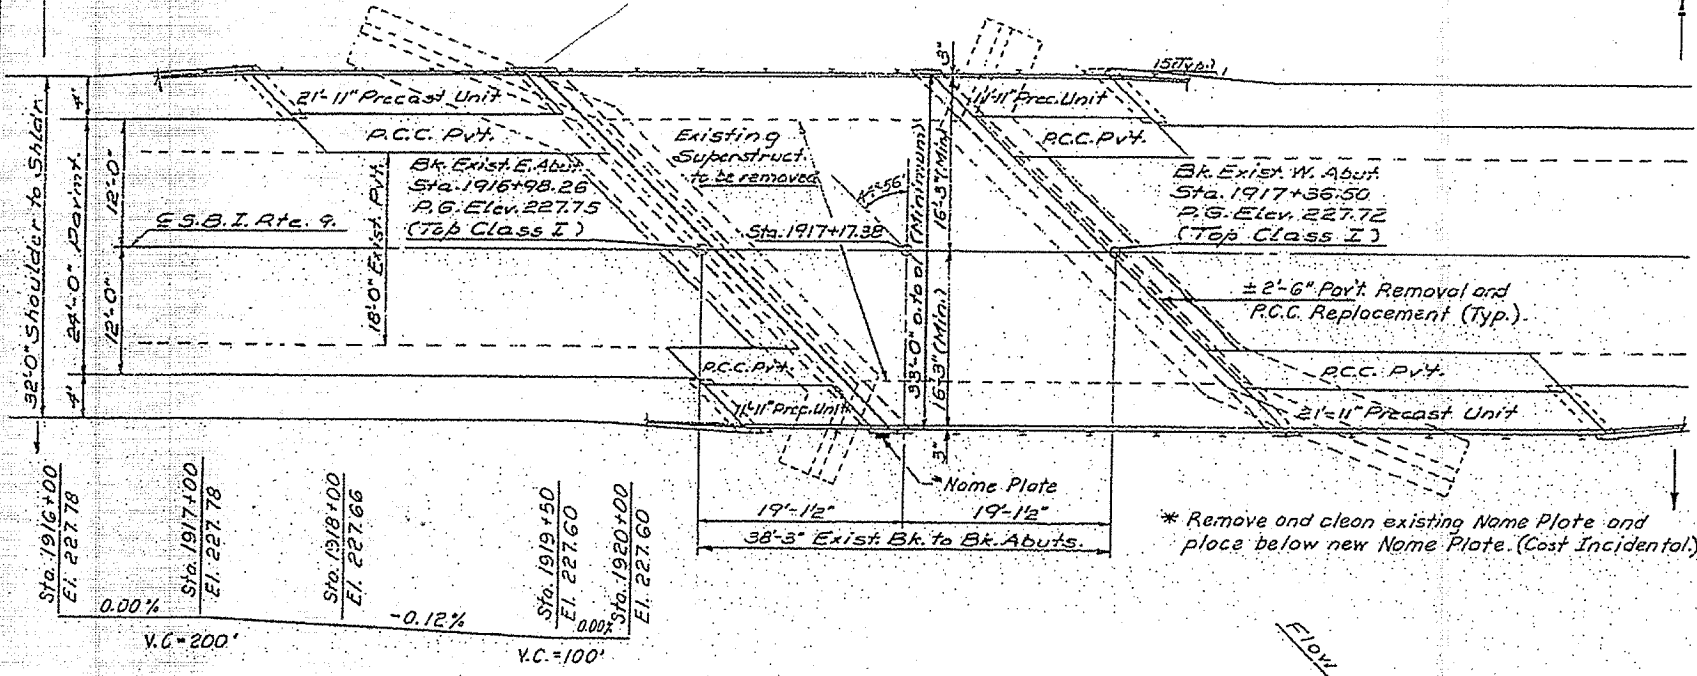 15(Typ.)
3"
21'-11" Precast Unit
11'-11" Prec. Unit
P.C.C. Pvt.
P.C.C. Pvt.
Existing
Superstruct.
to be removed
Bk. Exist. E. Abut.
Sta. 1916+98.26
P.G. Elev. 227.75
(Top Class I)
Bk. Exist. W. Abut.
Sta. 1917+36.50
P.G. Elev. 227.72
(Top Class I)
℄ S.B.I. Rte. 9.
Sta. 1917+17.38
32'-0" Shoulder to Shldr.
4'
24'-0" Pavimt.
4'
12'-0"
12'-0"
18'-0" Exist. Pvt.
33'-0" o. to o. (Minimum)
16'-3" (Min.)
16'-3" (Min.)
± 2'-6" Pav't. Removal and
P.C.C. Replacement (Typ.).
P.C.C. Pvt.
P.C.C. Pvt.
11'-11" Prec. Unit
21'-11" Precast Unit
3"
*Name Plate
19'-1½"
19'-1½"
38'-3" Exist. Bk. to Bk. Abuts.
* Remove and clean existing Name Plate and
place below new Name Plate. (Cost Incidental.)
Sta. 1916+00
El. 227.78
Sta. 1917+00
El. 227.78
Sta. 1918+00
El. 227.66
Sta. 1919+50
El. 227.60
Sta. 1920+00
El. 227.60
0.00%
-0.12%
0.00%
V.C=200'
V.C.=100'
Flow